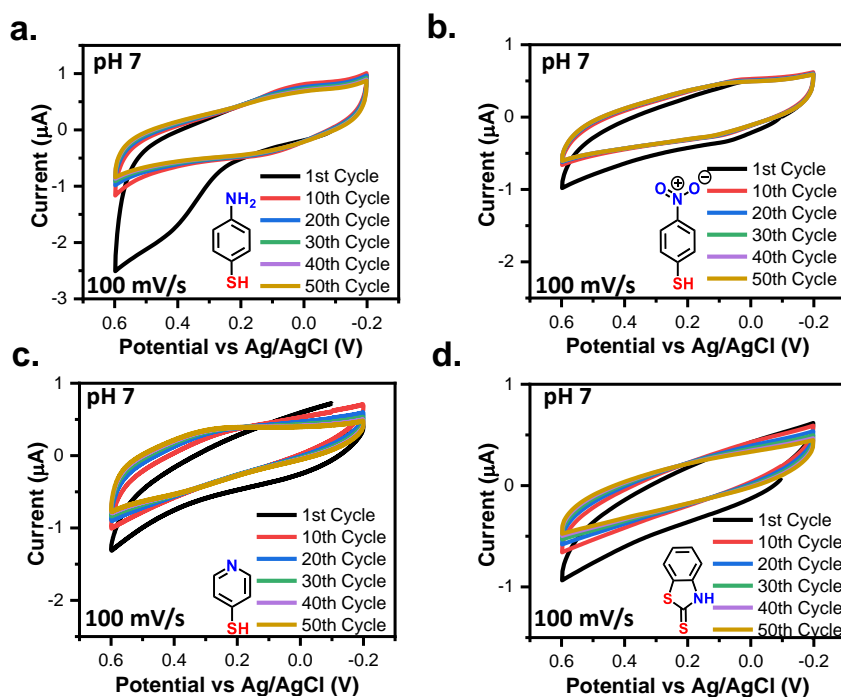 a.
pH 7
1
0
-1
-2
-3
Current (µA)
0.6 0.4 0.2 0.0 -0.2
Potential vs Ag/AgCl (V)
100 mV/s
NH₂
SH
1st Cycle
10th Cycle
20th Cycle
30th Cycle
40th Cycle
50th Cycle
b.
pH 7
1
0
-1
-2
Current (µA)
0.6 0.4 0.2 0.0 -0.2
Potential vs Ag/AgCl (V)
100 mV/s
O N O
+ −
SH
1st Cycle
10th Cycle
20th Cycle
30th Cycle
40th Cycle
50th Cycle
c.
pH 7
1
0
-1
-2
Current (µA)
0.6 0.4 0.2 0.0 -0.2
Potential vs Ag/AgCl (V)
100 mV/s
N
SH
1st Cycle
10th Cycle
20th Cycle
30th Cycle
40th Cycle
50th Cycle
d.
pH 7
1
0
-1
Current (µA)
0.6 0.4 0.2 0.0 -0.2
Potential vs Ag/AgCl (V)
100 mV/s
S NH
S
1st Cycle
10th Cycle
20th Cycle
30th Cycle
40th Cycle
50th Cycle